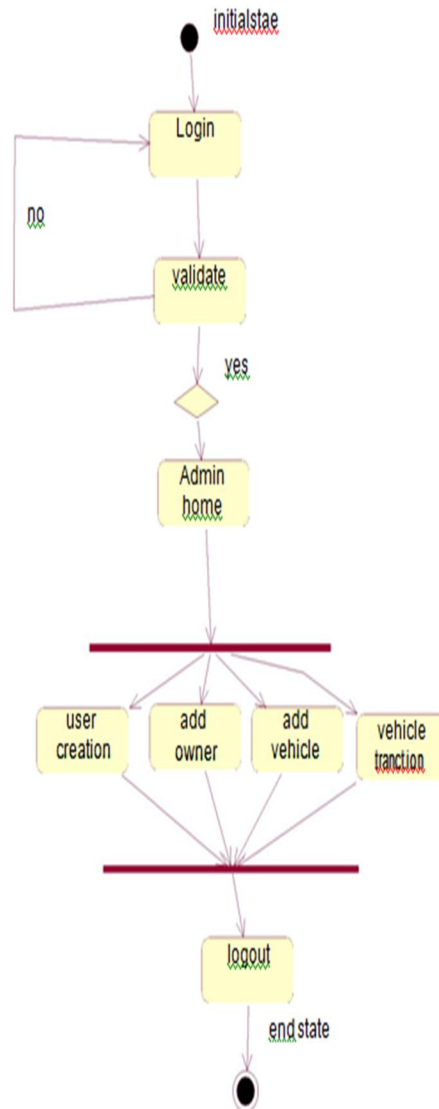 initialstae
Login
no
validate
yes
Admin
home
user
creation
add
owner
add
vehicle
vehicle
tranction
logout
end state